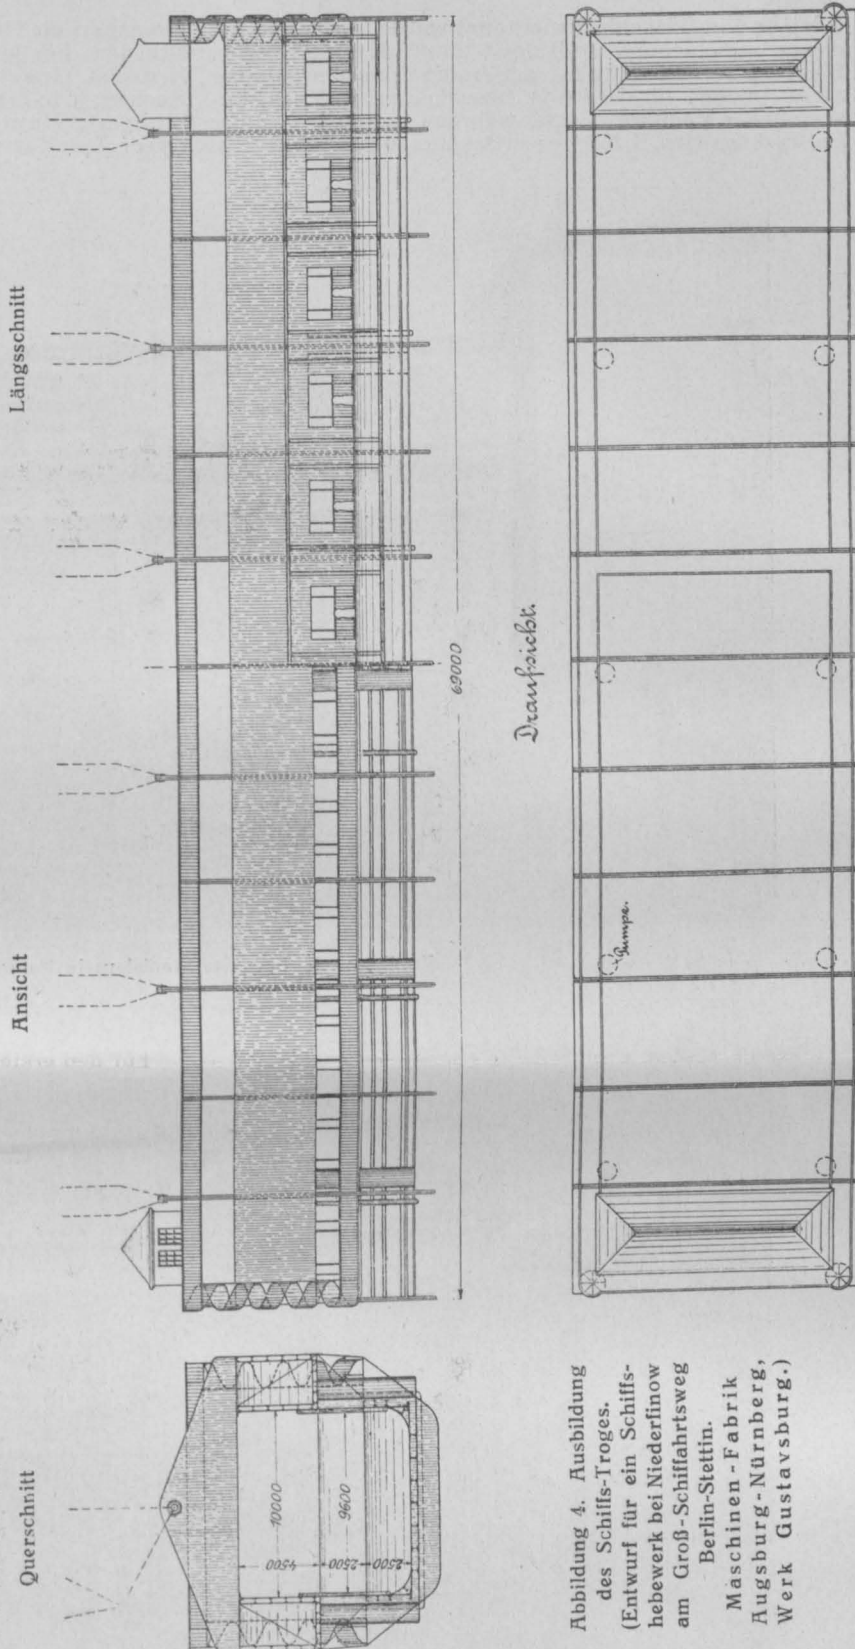 Querschnitt
Ansicht
Längsschnitt
10000
9600
4500
2500
2500
69000
Draufsicht.
Pumpe.
Abbildung 4. Ausbildung
des Schiffs-Troges.
(Entwurf für ein Schiffs-
hebewerk bei Niederfinow
am Groß-Schiffahrtsweg
Berlin-Stettin.
Maschinen-Fabrik
Augsburg-Nürnberg,
Werk Gustavsburg.)